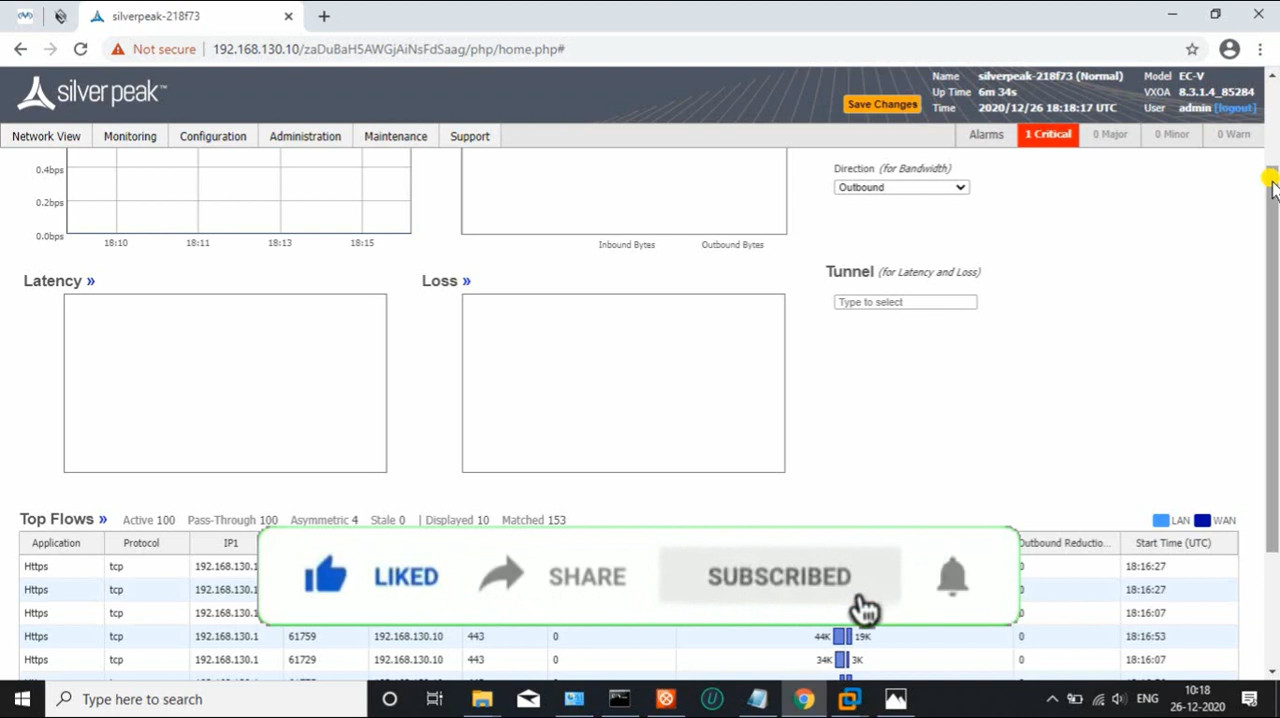 silverpeak-218f73
Not secure 192.168.130.10/zaDuBaH5AWGjAiNsFdSaag/php/home.php#
silver peak™
Save Changes
Name silverpeak-218f73 (Normal) Model EC-V
Up Time 6m 34s VXOA 8.3.1.4_85284
Time 2020/12/26 18:18:17 UTC User admin [logout]
Network View Monitoring Configuration Administration Maintenance Support Alarms 1 Critical 0 Major 0 Minor 0 Warn
0.4bps
0.2bps
0.0bps
18:10 18:11 18:13 18:15
Inbound Bytes Outbound Bytes
Direction (for Bandwidth)
Outbound
Latency » Loss » Tunnel (for Latency and Loss)
Type to select
Top Flows » Active 100 Pass-Through 100 Asymmetric 4 Stale 0 | Displayed 10 Matched 153 LAN WAN
Application Protocol IP1 Outbound Reductio... Start Time (UTC)
Https tcp 192.168.130.1 0 18:16:27
Https tcp 192.168.130.1 0 18:16:27
Https tcp 192.168.130.1 0 18:16:07
Https tcp 192.168.130.1 61759 192.168.130.10 443 0 44K 19K 0 18:16:53
Https tcp 192.168.130.1 61729 192.168.130.10 443 0 34K 3K 0 18:16:07
LIKED SHARE SUBSCRIBED
Type here to search
ENG
10:18
26-12-2020